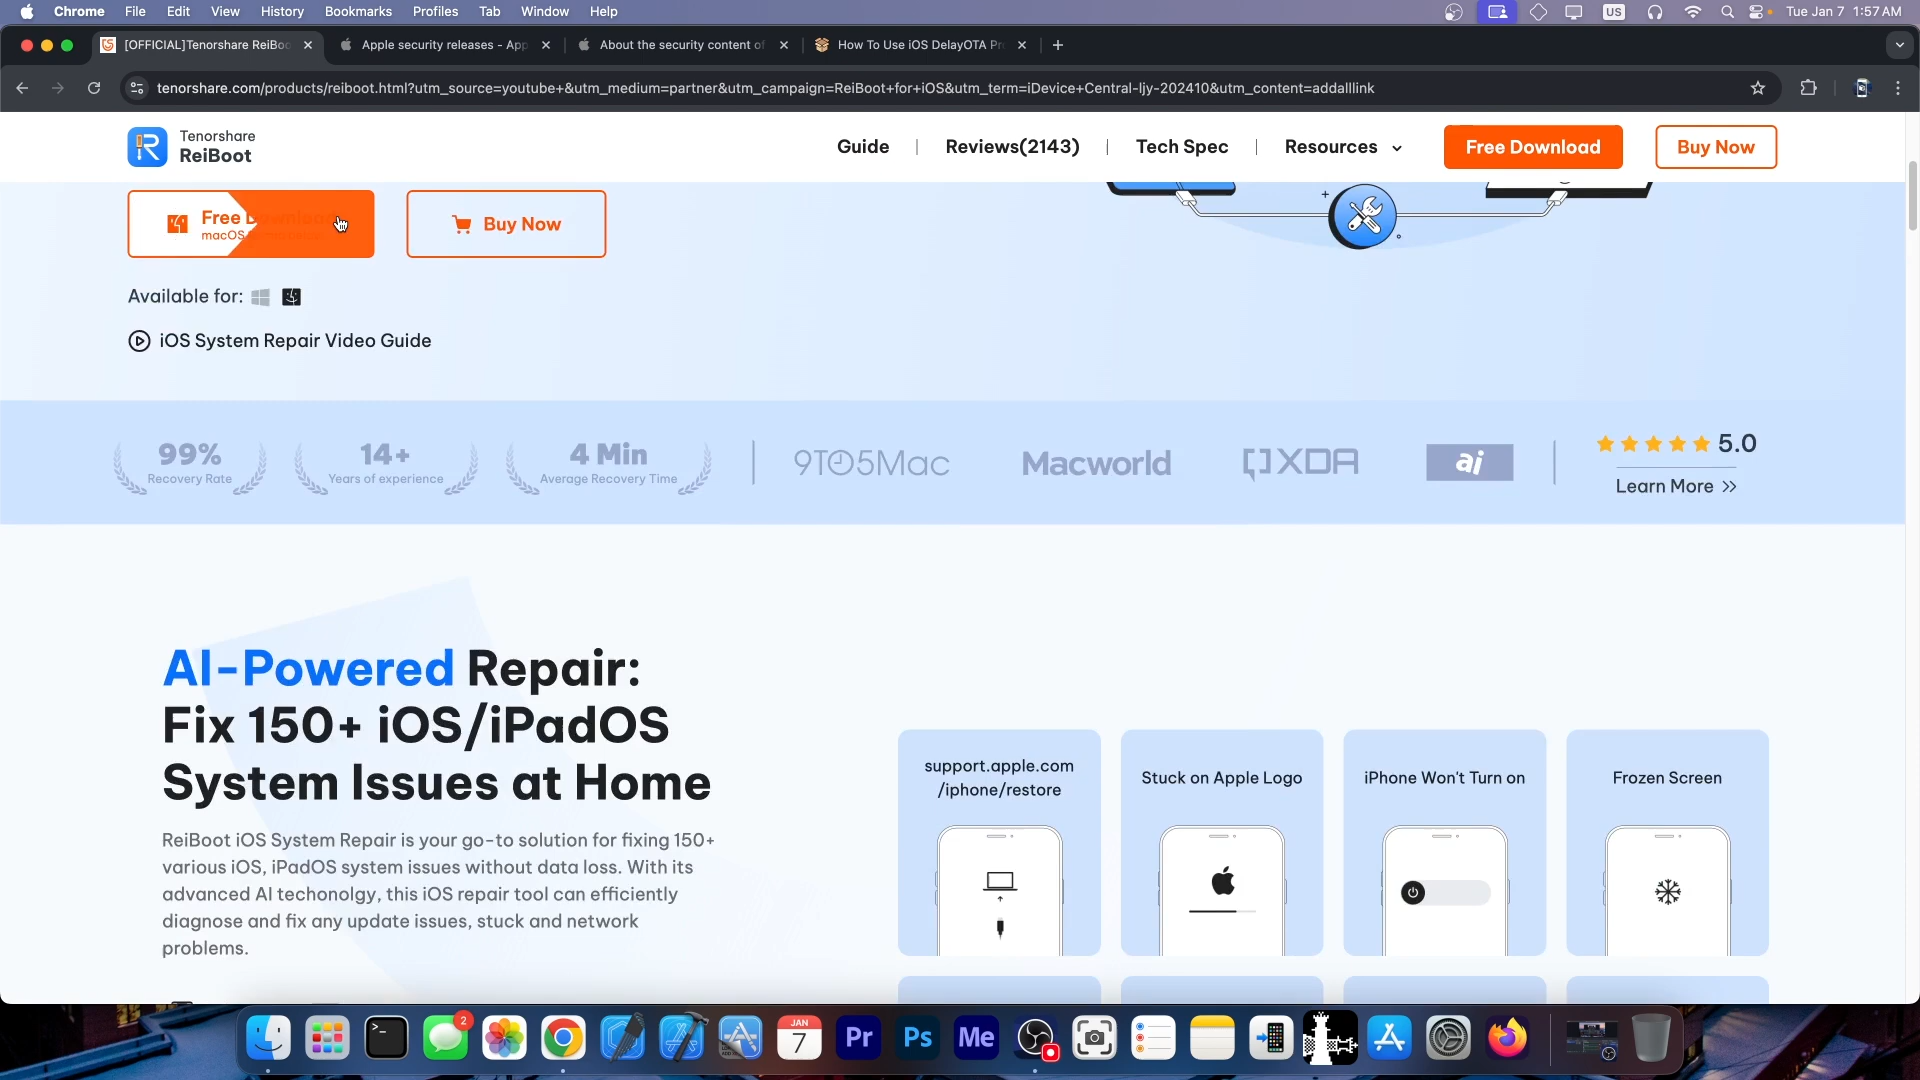 Chrome File Edit View History Bookmarks Profiles Tab Window Help US Tue Jan 7 1:57 AM
[OFFICIAL]Tenorshare ReiBoo Apple security releases - App About the security content of How To Use iOS DelayOTA Pr
tenorshare.com/products/reiboot.html?utm_source=youtube+&utm_medium=partner&utm_campaign=ReiBoot+for+iOS&utm_term=iDevice+Central-ljy-202410&utm_content=addalllink
Tenorshare
ReiBoot
Guide | Reviews(2143) | Tech Spec | Resources Free Download Buy Now
Free Download
macOS
Buy Now
Available for:
iOS System Repair Video Guide
99%
Recovery Rate
14+
Years of experience
4 Min
Average Recovery Time
9TO5Mac
Macworld
XDA
ai
5.0
Learn More >>
AI-Powered Repair:
Fix 150+ iOS/iPadOS
System Issues at Home
ReiBoot iOS System Repair is your go-to solution for fixing 150+
various iOS, iPadOS system issues without data loss. With its
advanced AI techonolgy, this iOS repair tool can efficiently
diagnose and fix any update issues, stuck and network
problems.
support.apple.com
/iphone/restore
Stuck on Apple Logo
iPhone Won't Turn on
Frozen Screen
2
JAN
7
Pr
Ps
Me